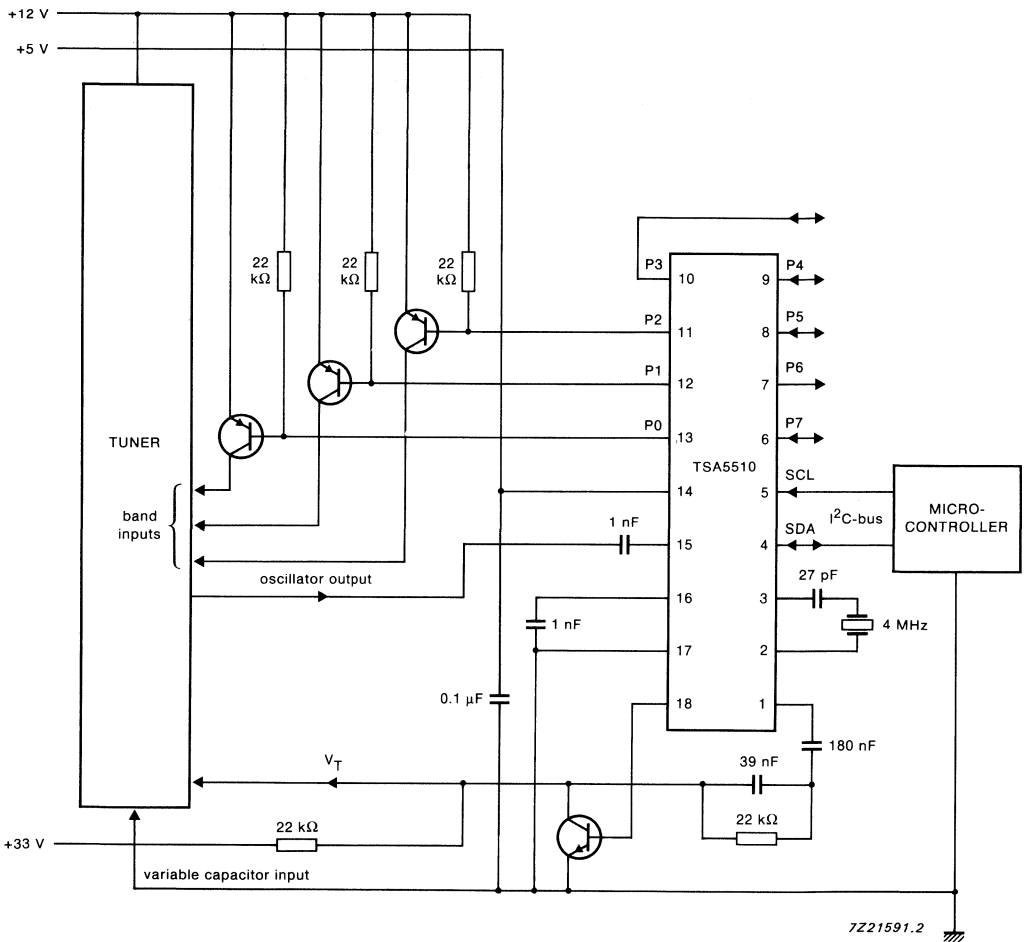 +12 V
+5 V
22 kΩ
22 kΩ
22 kΩ
P3
10
9
P4
P2
11
8
P5
P1
12
7
P6
P0
13
6
P7
TUNER
TSA5510
SCL
14
5
MICRO-
CONTROLLER
band
inputs
I²C-bus
1 nF
SDA
15
4
oscillator output
27 pF
16
3
1 nF
4 MHz
17
2
0.1 µF
18
1
180 nF
VT
39 nF
22 kΩ
22 kΩ
+33 V
variable capacitor input
7Z21591.2